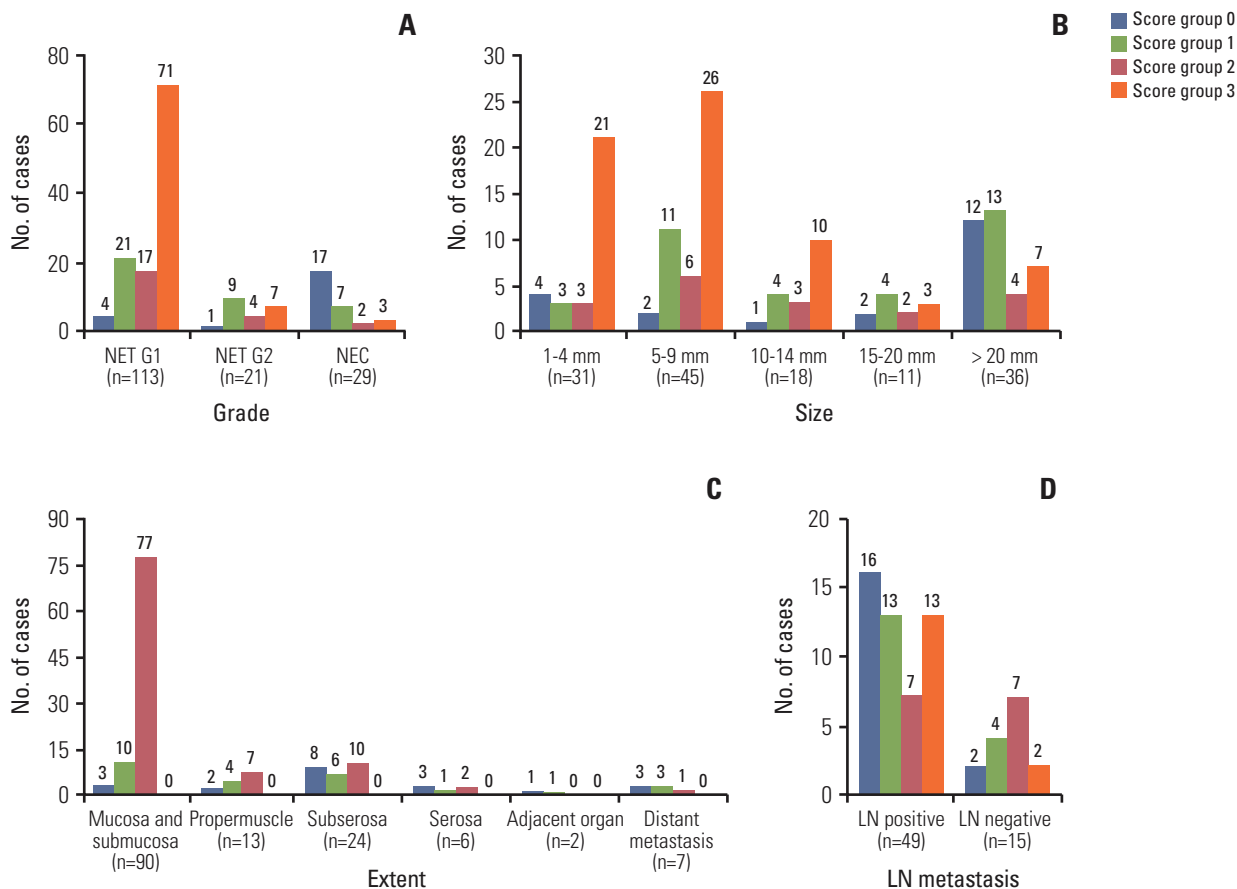 A
No. of cases
80
60
40
20
0
4 21 17 71
1 9 4 7
17 7 2 3
NET G1 NET G2 NEC
(n=113) (n=21) (n=29)
Grade
B
No. of cases
30
25
20
15
10
5
0
4 3 3 21
2 11 6 26
1 4 3 10
2 4 2 3
12 13 4 7
1-4 mm 5-9 mm 10-14 mm 15-20 mm > 20 mm
(n=31) (n=45) (n=18) (n=11) (n=36)
Size
Score group 0
Score group 1
Score group 2
Score group 3
C
No. of cases
90
75
60
45
30
15
0
3 10 77 0
2 4 7 0
8 6 10 0
3 1 2 0
1 1 0 0
3 3 1 0
Mucosa and Propermuscle Subserosa Serosa Adjacent organ Distant
submucosa (n=13) (n=24) (n=6) (n=2) metastasis
(n=90) (n=7)
Extent
D
No. of cases
20
15
10
5
0
16 13 7 13
2 4 7 2
LN positive LN negative
(n=49) (n=15)
LN metastasis